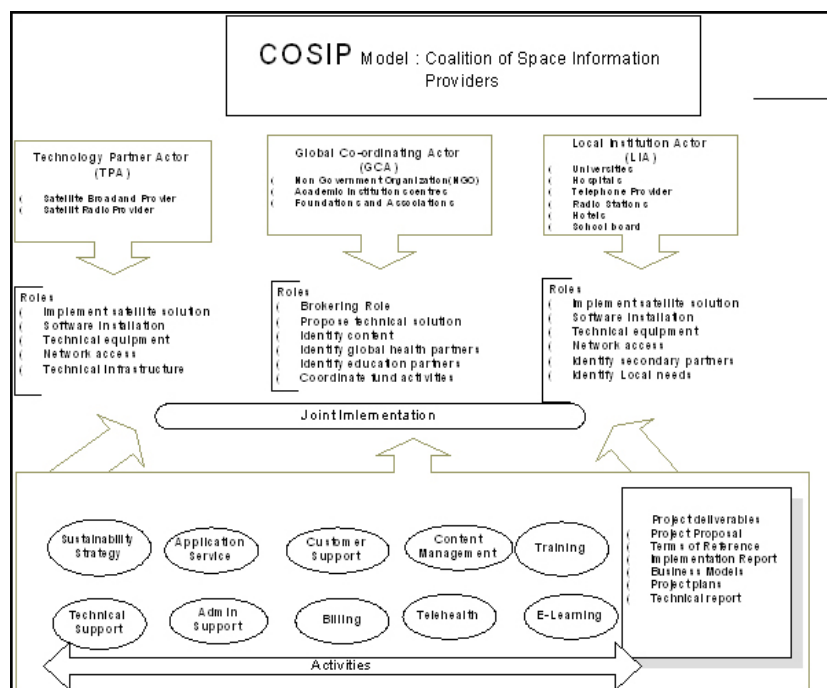 COSIP Model : Coalition of Space Information
Providers
Technology Partner Actor
(TPA)
( Satellite Broadand Provier
( Satellit Radio Provider
Global Co-ordinating Actor
(GCA)
( Non Government Organization(NGO)
( Academic Institution centres
( Foundations and Associations
Local Institution Actor
(LIA)
( Universities
( Hospitals
( Telephone Provider
( Radio Stations
( Hotels
( School board
Roles
( Implement satellite solution
( Software Installation
( Technical equipment
( Network access
( Technical Infrastructure
Roles
( Brokering Role
( Propose technical solution
( Identify content
( Identify global health partners
( Identify education partners
( Coordinate fund activities
Roles
( Implement satellite solution
( Software Installation
( Technical equipment
( Network access
( Identify secondary partners
( Identify Local needs
Joint Imlementation
Sustainability
Strategy
Application
Service
Customer
Support
Content
Management
Training
Technical
Support
Admin
Support
Billing
Telehealth
E-Learning
Project deliverables
( Project Proposal
( Terms of Reference
( Implementation Report
( Business Models
( Project plans
( Technical report
Activities